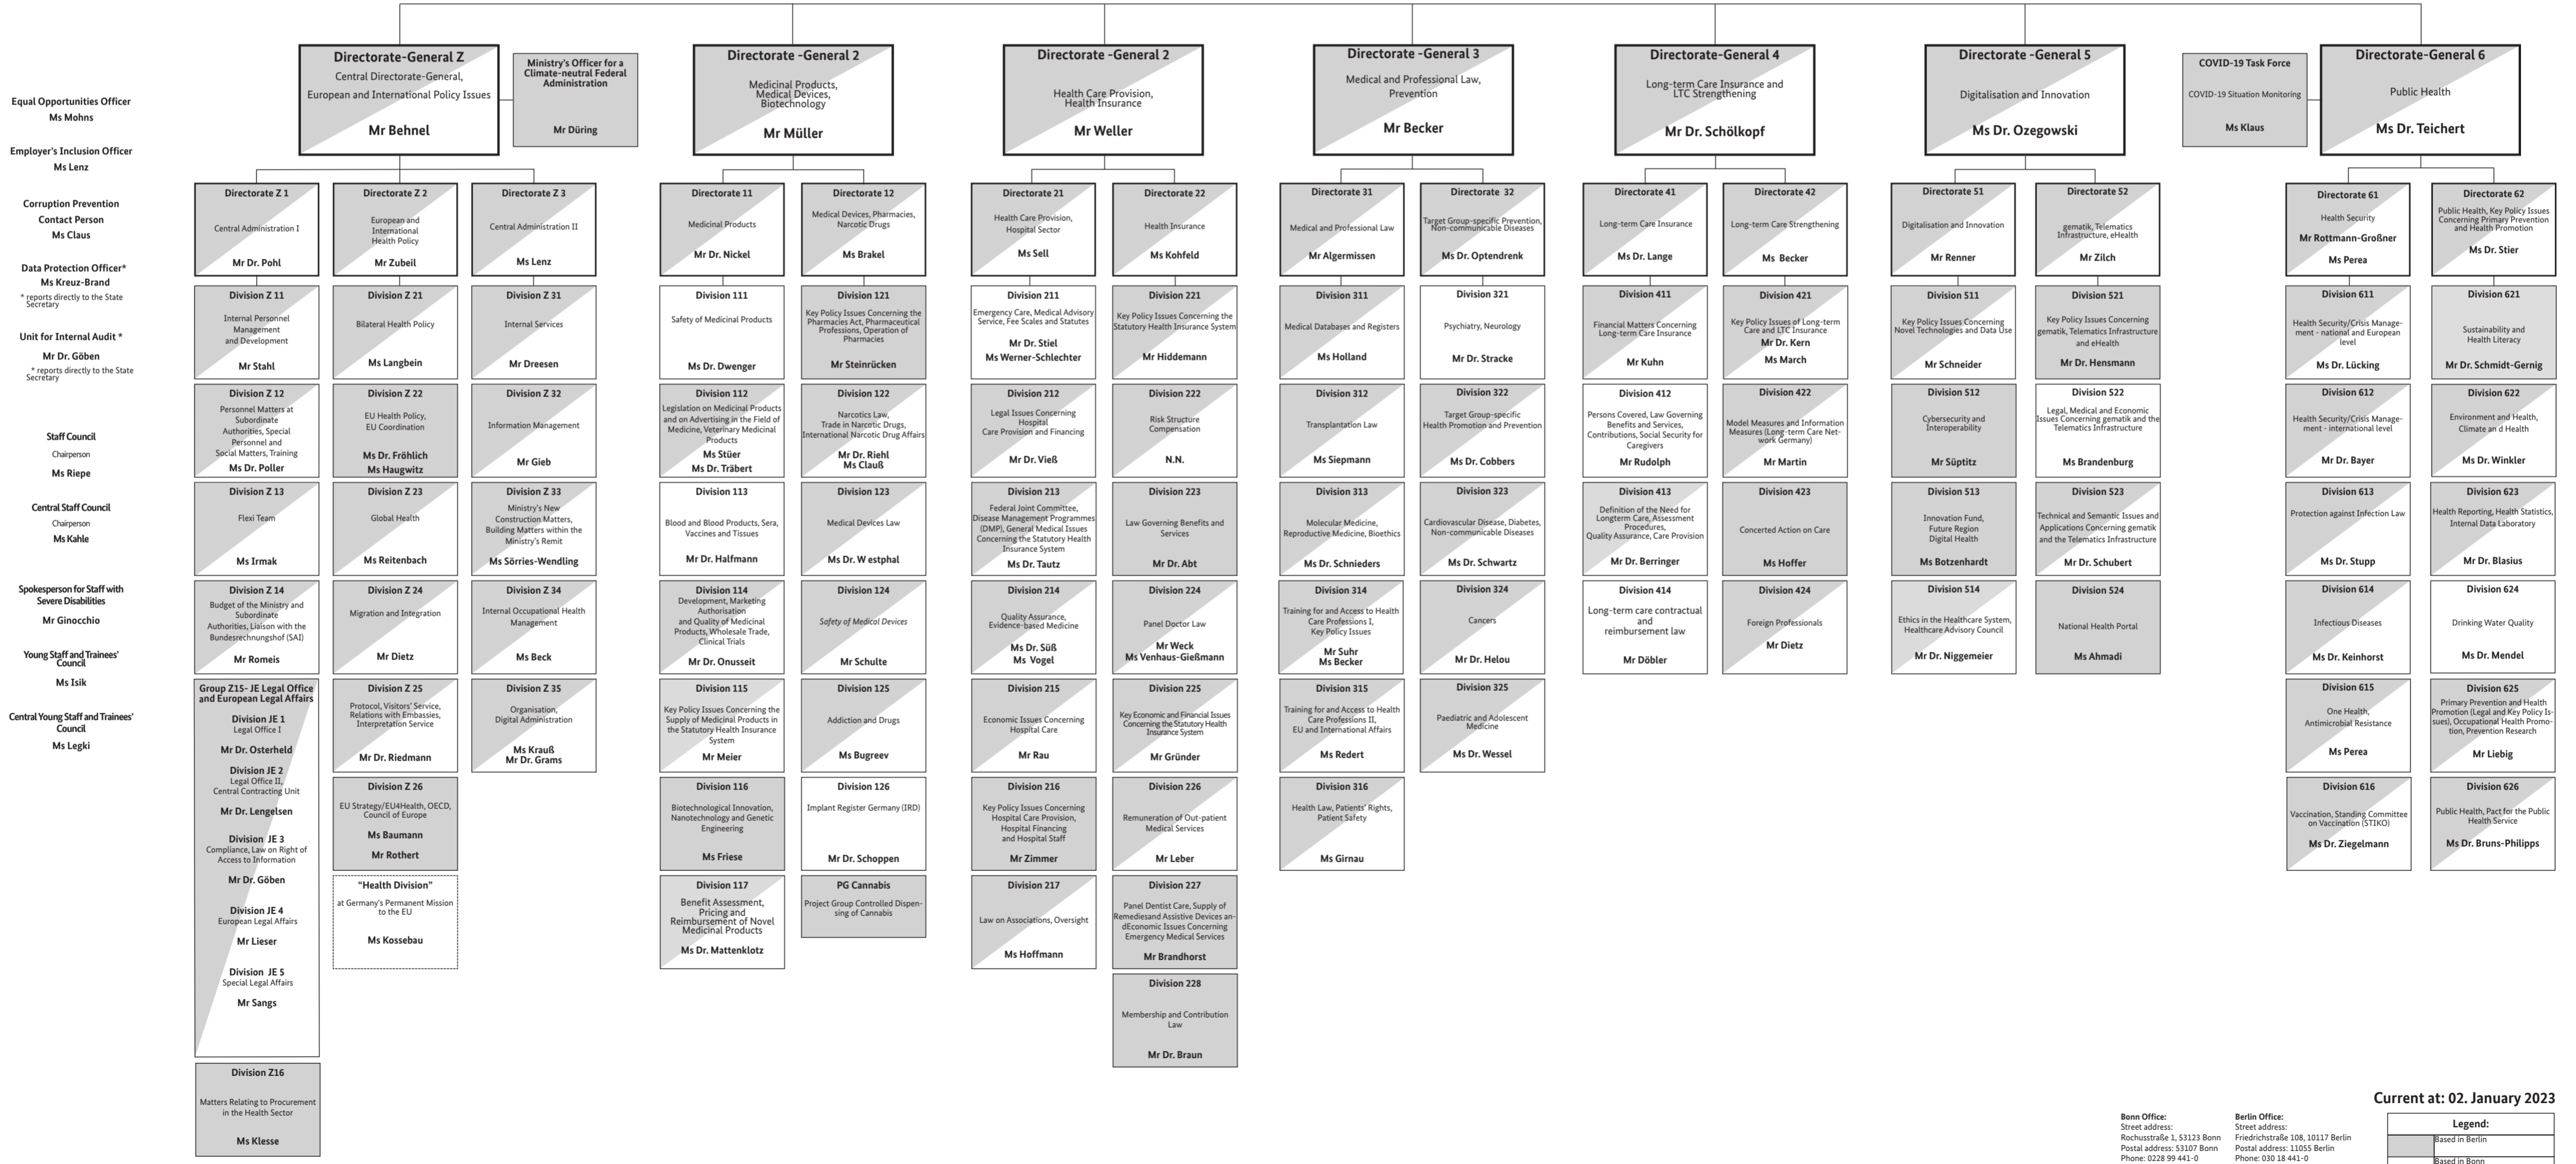 Equal Opportunities Officer
Ms Mohns
Employer's Inclusion Officer
Ms Lenz
Corruption Prevention
Contact Person
Ms Claus
Data Protection Officer*
Ms Kreuz-Brand
* reports directly to the State
Secretary
Unit for Internal Audit *
Mr Dr. Göben
* reports directly to the State
Secretary
Staff Council
Chairperson
Ms Riepe
Central Staff Council
Chairperson
Ms Kahle
Spokesperson for Staff with
Severe Disabilities
Mr Ginocchio
Young Staff and Trainees'
Council
Ms Isik
Central Young Staff and Trainees'
Council
Ms Legki
Directorate-General Z
Central Directorate-General,
European and International Policy Issues
Mr Behnel
Ministry's Officer for a
Climate-neutral Federal
Administration
Mr Düring
Directorate Z 1
Central Administration I
Mr Dr. Pohl
Division Z 11
Internal Personnel
Management
and Development
Mr Stahl
Division Z 12
Personnel Matters at
Subordinate
Authorities, Special
Personnel and
Social Matters, Training
Ms Dr. Poller
Division Z 13
Flexi Team
Ms Irmak
Division Z 14
Budget of the Ministry and
Subordinate
Authorities, Liaison with the
Bundesrechnungshof (SAI)
Mr Romeis
Group Z15- JE Legal Office
and European Legal Affairs
Division JE 1
Legal Office I
Mr Dr. Osterheld
Division JE 2
Legal Office II,
Central Contracting Unit
Mr Dr. Lengelsen
Division JE 3
Compliance, Law on Right of
Access to Information
Mr Dr. Göben
Division JE 4
European Legal Affairs
Mr Lieser
Division JE 5
Special Legal Affairs
Mr Sangs
Division Z16
Matters Relating to Procurement
in the Health Sector
Ms Klesse
Directorate Z 2
European and
International
Health Policy
Mr Zubeil
Division Z 21
Bilateral Health Policy
Ms Langbein
Division Z 22
EU Health Policy,
EU Coordination
Ms Dr. Fröhlich
Ms Haugwitz
Division Z 23
Global Health
Ms Reitenbach
Division Z 24
Migration and Integration
Mr Dietz
Division Z 25
Protocol, Visitors' Service,
Relations with Embassies,
Interpretation Service
Mr Dr. Riedmann
Division Z 26
EU Strategy/EU4Health, OECD,
Council of Europe
Ms Baumann
Mr Rothert
"Health Division"
at Germany's Permanent Mission
to the EU
Ms Kossebau
Directorate Z 3
Central Administration II
Ms Lenz
Division Z 31
Internal Services
Mr Dreesen
Division Z 32
Information Management
Mr Gieb
Division Z 33
Ministry's New
Construction Matters,
Building Matters within the
Ministry's Remit
Ms Sörries-Wendling
Division Z 34
Internal Occupational Health
Management
Ms Beck
Division Z 35
Organisation,
Digital Administration
Ms Krauß
Mr Dr. Grams
Directorate -General 2
Medicinal Products,
Medical Devices,
Biotechnology
Mr Müller
Directorate 11
Medicinal Products
Mr Dr. Nickel
Division 111
Safety of Medicinal Products
Ms Dr. Dwenger
Division 112
Legislation on Medicinal Products
and on Advertising in the Field of
Medicine, Veterinary Medicinal
Products
Ms Stüer
Ms Dr. Träbert
Division 113
Blood and Blood Products, Sera,
Vaccines and Tissues
Mr Dr. Halfmann
Division 114
Development, Marketing
Authorisation
and Quality of Medicinal
Products, Wholesale Trade,
Clinical Trials
Mr Dr. Onusseit
Division 115
Key Policy Issues Concerning the
Supply of Medicinal Products in
the Statutory Health Insurance
System
Mr Meier
Division 116
Biotechnological Innovation,
Nanotechnology and Genetic
Engineering
Ms Friese
Division 117
Benefit Assessment,
Pricing and
Reimbursement of Novel
Medicinal Products
Ms Dr. Mattenklotz
Directorate 12
Medical Devices, Pharmacies,
Narcotic Drugs
Ms Brakel
Division 121
Key Policy Issues Concerning the
Pharmacies Act, Pharmaceutical
Professions, Operation of
Pharmacies
Mr Steinrücken
Division 122
Narcotics Law,
Trade in Narcotic Drugs,
International Narcotic Drug Affairs
Mr Dr. Riehl
Ms Clauß
Division 123
Medical Devices Law
Ms Dr. W estphal
Division 124
Safety of Medical Devices
Mr Schulte
Division 125
Addiction and Drugs
Ms Bugreev
Division 126
Implant Register Germany (IRD)
Mr Dr. Schoppen
PG Cannabis
Project Group Controlled Dispen-
sing of Cannabis
Directorate -General 2
Health Care Provision,
Health Insurance
Mr Weller
Directorate 21
Health Care Provision,
Hospital Sector
Ms Sell
Division 211
Emergency Care, Medical Advisory
Service, Fee Scales and Statutes
Mr Dr. Stiel
Ms Werner-Schlechter
Division 212
Legal Issues Concerning
Hospital
Care Provision and Financing
Mr Dr. Vieß
Division 213
Federal Joint Committee,
Disease Management Programmes
(DMP), General Medical Issues
Concerning the Statutory Health
Insurance System
Ms Dr. Tautz
Division 214
Quality Assurance,
Evidence-based Medicine
Ms Dr. Süß
Ms Vogel
Division 215
Economic Issues Concerning
Hospital Care
Mr Rau
Division 216
Key Policy Issues Concerning
Hospital Care Provision,
Hospital Financing
and Hospital Staff
Mr Zimmer
Division 217
Law on Associations, Oversight
Ms Hoffmann
Directorate 22
Health Insurance
Ms Kohfeld
Division 221
Key Policy Issues Concerning the
Statutory Health Insurance System
Mr Hiddemann
Division 222
Risk Structure
Compensation
N.N.
Division 223
Law Governing Benefits and
Services
Mr Dr. Abt
Division 224
Panel Doctor Law
Mr Weck
Ms Venhaus-Gießmann
Division 225
Key Economic and Financial Issues
Concerning the Statutory Health
Insurance System
Mr Gründer
Division 226
Remuneration of Out-patient
Medical Services
Mr Leber
Division 227
Panel Dentist Care, Supply of
Remediesand Assistive Devices an-
dEconomic Issues Concerning
Emergency Medical Services
Mr Brandhorst
Division 228
Membership and Contribution
Law
Mr Dr. Braun
Directorate -General 3
Medical and Professional Law,
Prevention
Mr Becker
Directorate 31
Medical and Professional Law
Mr Algermissen
Division 311
Medical Databases and Registers
Ms Holland
Division 312
Transplantation Law
Ms Siepmann
Division 313
Molecular Medicine,
Reproductive Medicine, Bioethics
Ms Dr. Schnieders
Division 314
Training for and Access to Health
Care Professions I,
Key Policy Issues
Mr Suhr
Ms Becker
Division 315
Training for and Access to Health
Care Professions II,
EU and International Affairs
Ms Redert
Division 316
Health Law, Patients' Rights,
Patient Safety
Ms Girnau
Directorate 32
Target Group-specific Prevention,
Non-communicable Diseases
Ms Dr. Optendrenk
Division 321
Psychiatry, Neurology
Mr Dr. Stracke
Division 322
Target Group-specific
Health Promotion and Prevention
Ms Dr. Cobbers
Division 323
Cardiovascular Disease, Diabetes,
Non-communicable Diseases
Ms Dr. Schwartz
Division 324
Cancers
Mr Dr. Helou
Division 325
Paediatric and Adolescent
Medicine
Ms Dr. Wessel
Directorate-General 4
Long-term Care Insurance and
LTC Strengthening
Mr Dr. Schölkopf
Directorate 41
Long-term Care Insurance
Ms Dr. Lange
Division 411
Financial Matters Concerning
Long-term Care Insurance
Mr Kuhn
Division 412
Persons Covered, Law Governing
Benefits and Services,
Contributions, Social Security for
Caregivers
Mr Rudolph
Division 413
Definition of the Need for
Longterm Care, Assessment
Procedures,
Quality Assurance, Care Provision
Mr Dr. Berringer
Division 414
Long-term care contractual
and
reimbursement law
Mr Döbler
Directorate 42
Long-term Care Strengthening
Ms Becker
Division 421
Key Policy Issues of Long-term
Care and LTC Insurance
Mr Dr. Kern
Ms March
Division 422
Model Measures and Information
Measures (Long-term Care Net-
work Germany)
Mr Martin
Division 423
Concerted Action on Care
Ms Hoffer
Division 424
Foreign Professionals
Mr Dietz
Directorate-General 5
Digitalisation and Innovation
Ms Dr. Ozegowski
Directorate 51
Digitalisation and Innovation
Mr Renner
Division 511
Key Policy Issues Concerning
Novel Technologies and Data Use
Mr Schneider
Division 512
Cybersecurity and
Interoperability
Mr Süptitz
Division 513
Innovation Fund,
Future Region
Digital Health
Ms Botzenhardt
Division 514
Ethics in the Healthcare System,
Healthcare Advisory Council
Mr Dr. Niggemeier
Directorate 52
gematik, Telematics
Infrastructure, eHealth
Mr Zilch
Division 521
Key Policy Issues Concerning
gematik, Telematics Infrastructure
and eHealth
Mr Dr. Hensmann
Division 522
Legal, Medical and Economic
Issues Concerning gematik and the
Telematics Infrastructure
Ms Brandenburg
Division 523
Technical and Semantic Issues and
Applications Concerning gematik
and the Telematics Infrastructure
Mr Dr. Schubert
Division 524
National Health Portal
Ms Ahmadi
COVID-19 Task Force
COVID-19 Situation Monitoring
Ms Klaus
Directorate-General 6
Public Health
Ms Dr. Teichert
Directorate 61
Health Security
Mr Rottmann-Großner
Ms Perea
Division 611
Health Security/Crisis Manage-
ment - national and European
level
Ms Dr. Lücking
Division 612
Health Security/Crisis Manage-
ment - international level
Mr Dr. Bayer
Division 613
Protection against Infection Law
Ms Dr. Stupp
Division 614
Infectious Diseases
Ms Dr. Keinhorst
Division 615
One Health,
Antimicrobial Resistance
Ms Perea
Division 616
Vaccination, Standing Committee
on Vaccination (STIKO)
Ms Dr. Ziegelmann
Directorate 62
Public Health, Key Policy Issues
Concerning Primary Prevention
and Health Promotion
Ms Dr. Stier
Division 621
Sustainability and
Health Literacy
Mr Dr. Schmidt-Gernig
Division 622
Environment and Health,
Climate an d Health
Ms Dr. Winkler
Division 623
Health Reporting, Health Statistics,
Internal Data Laboratory
Mr Dr. Blasius
Division 624
Drinking Water Quality
Ms Dr. Mendel
Division 625
Primary Prevention and Health
Promotion (Legal and Key Policy Is-
sues), Occupational Health Promo-
tion, Prevention Research
Mr Liebig
Division 626
Public Health, Pact for the Public
Health Service
Ms Dr. Bruns-Philipps
Current at: 02. January 2023
Bonn Office:
Street address:
Rochusstraße 1, 53123 Bonn
Postal address: 53107 Bonn
Phone: 0228 99 441-0
Berlin Office:
Street address:
Friedrichstraße 108, 10117 Berlin
Postal address: 11055 Berlin
Phone: 030 18 441-0
Legend:
Based in Berlin
Based in Bonn